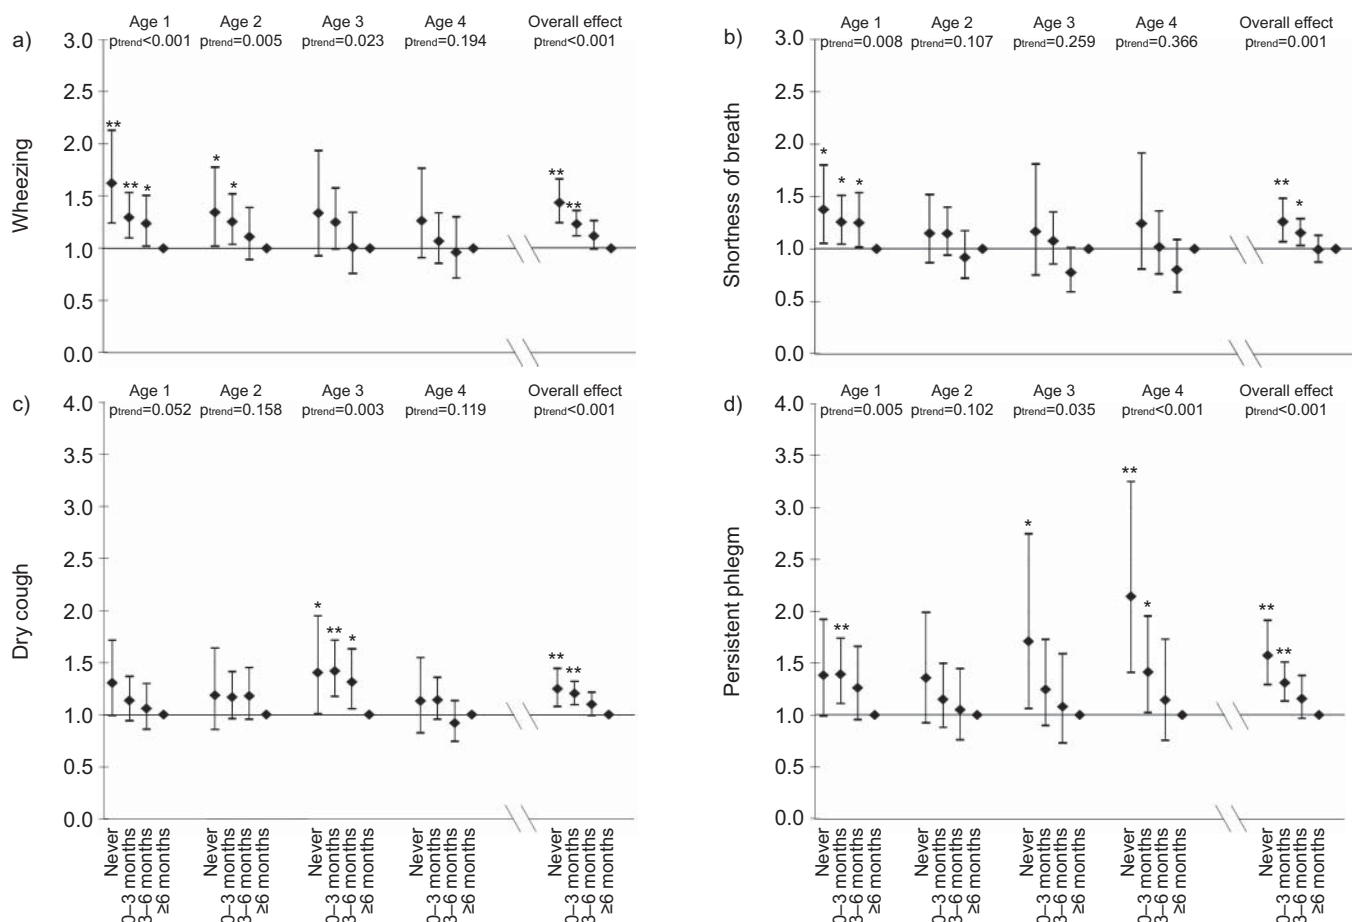 a)
Age 1 Age 2 Age 3 Age 4 Overall effect
ptrend<0.001 ptrend=0.005 ptrend=0.023 ptrend=0.194 ptrend<0.001
3.0
2.5
** 
2.0
*
** * * ** **
1.5
1.0
0.5
0.0
Wheezing
b)
Age 1 Age 2 Age 3 Age 4 Overall effect
ptrend=0.008 ptrend=0.107 ptrend=0.259 ptrend=0.366 ptrend=0.001
3.0
2.5
2.0
* * * ** *
1.5
1.0
0.5
0.0
Shortness of breath
c)
Age 1 Age 2 Age 3 Age 4 Overall effect
ptrend=0.052 ptrend=0.158 ptrend=0.003 ptrend=0.119 ptrend<0.001
4.0
3.5
3.0
2.5
2.0
* ** * ** **
1.5
1.0
0.5
0.0
Dry cough
Never
0–3 months
3–6 months
≥6 months
Never
0–3 months
3–6 months
≥6 months
Never
0–3 months
3–6 months
≥6 months
Never
0–3 months
3–6 months
≥6 months
Never
0–3 months
3–6 months
≥6 months
d)
Age 1 Age 2 Age 3 Age 4 Overall effect
ptrend=0.005 ptrend=0.102 ptrend=0.035 ptrend<0.001 ptrend<0.001
4.0
3.5
**
3.0
*
2.5
2.0
** * ** **
1.5
1.0
0.5
0.0
Persistent phlegm
Never
0–3 months
3–6 months
≥6 months
Never
0–3 months
3–6 months
≥6 months
Never
0–3 months
3–6 months
≥6 months
Never
0–3 months
3–6 months
≥6 months
Never
0–3 months
3–6 months
≥6 months